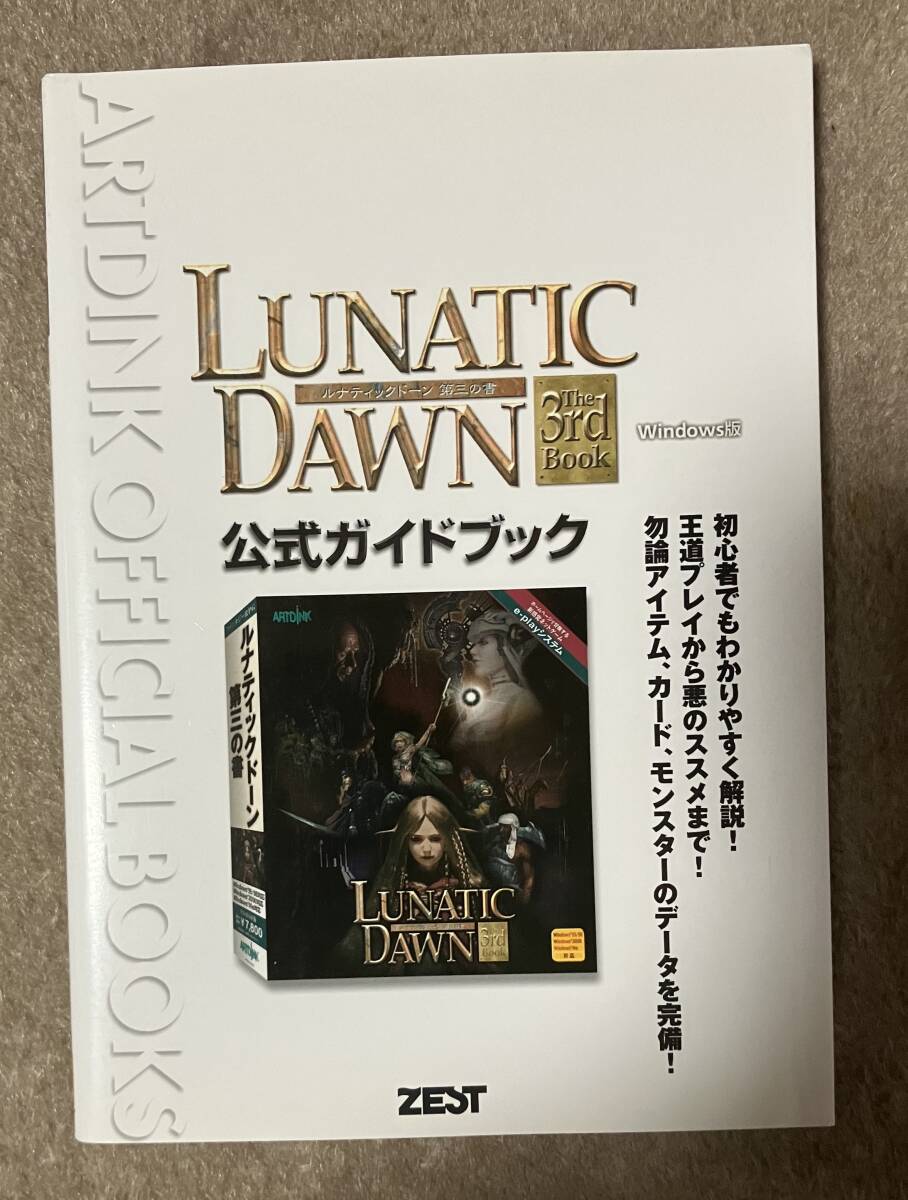 ARTDINK OFFICIAL BOOKS
LUNATIC
ルナティックドーン 第三の書
DAWN
The
3rd
Book
Windows版
公式ガイドブック
初心者でもわかりやすく解説！
王道プレイから悪のススメまで！
勿論アイテム、カード、モンスターのデータを完備！
ARTDINK
e-playシステム
ルナティックドーン
第三の書
¥7,800
ARTDINK
LUNATIC
DAWN
3rd
Book
ZEST